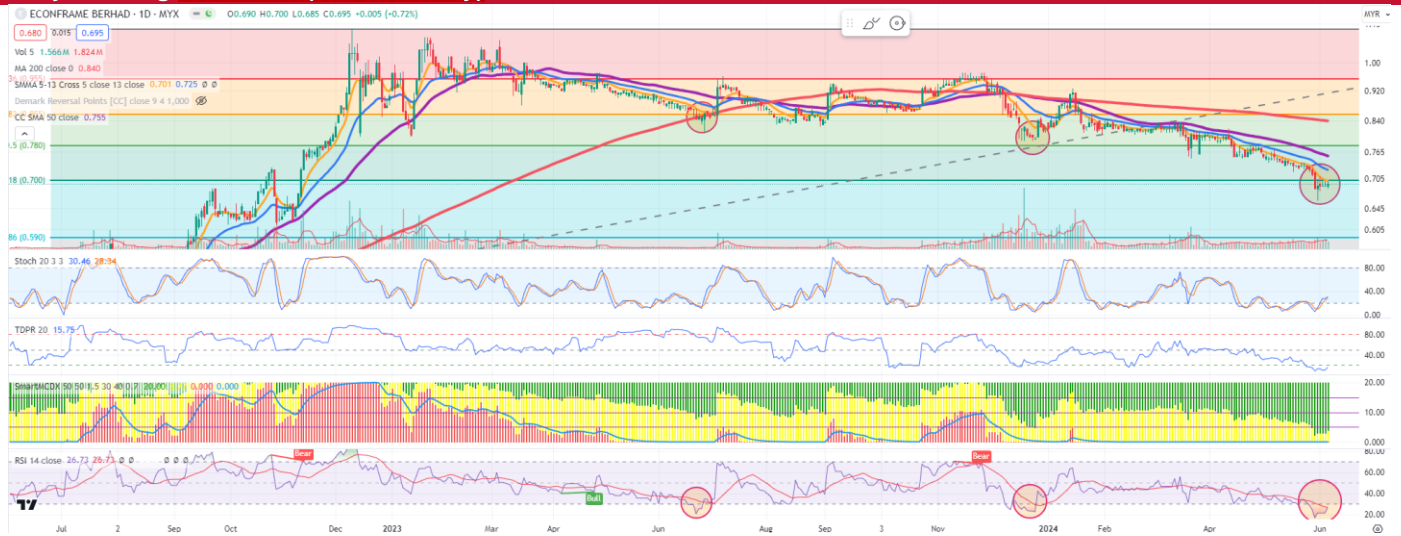 ECONFRAME BERHAD · 1D · MYX O0.690 H0.700 L0.685 C0.695 +0.005 (+0.72%)
MYR
0.680 0.015 0.695
Vol 5 1.566M 1.824M
MA 200 close 0 0.840
SMMA 5-13 Cross 5 close 13 close 0.701 0.725 ∅ ∅
Demark Reversal Points [CC] close 9 4 1,000
CC SMA 50 close 0.755
(0.955)
.5 (0.780)
18 (0.700)
86 (0.590)
1.00
0.920
0.840
0.765
0.705
0.645
0.605
Stoch 20 3 3 30.46 28.34
80.00
40.00
0.00
TDPR 20 15.75
80.00
40.00
SmartMCDX 50 50 1.5 30 40 0.7 20.00 0.000 0.000
20.00
10.00
0.000
RSI 14 close 26.73 26.73 ∅ ∅ ∅ ∅ ∅
Bear
Bull
Bear
80.00
60.00
40.00
20.00
Jul 2 Sep Oct Dec 2023 Mar Apr Jun Aug Sep 3 Nov 2024 Feb Apr Jun